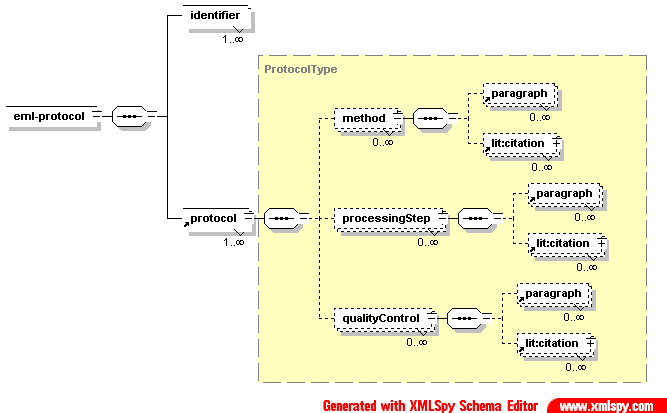 identifier
1..∞
ProtocolType
eml-protocol
method
0..∞
paragraph
0..∞
lit:citation
0..∞
protocol
1..∞
processingStep
0..∞
paragraph
0..∞
lit:citation
0..∞
qualityControl
0..∞
paragraph
0..∞
lit:citation
0..∞
Generated with XMLSpy Schema Editor www.xmlspy.com